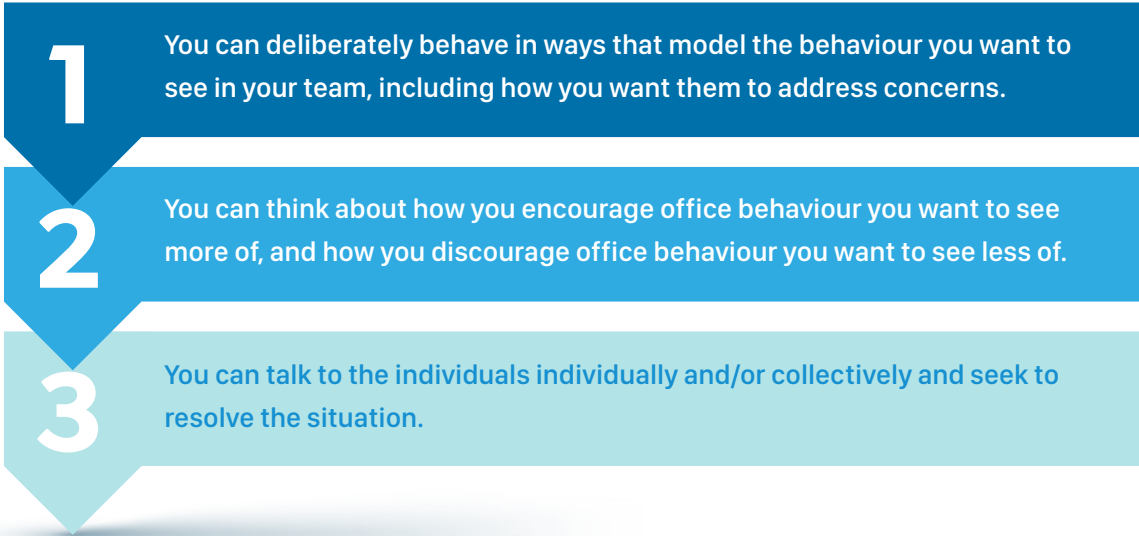 1
You can deliberately behave in ways that model the behaviour you want to
see in your team, including how you want them to address concerns.
2
You can think about how you encourage office behaviour you want to see
more of, and how you discourage office behaviour you want to see less of.
3
You can talk to the individuals individually and/or collectively and seek to
resolve the situation.